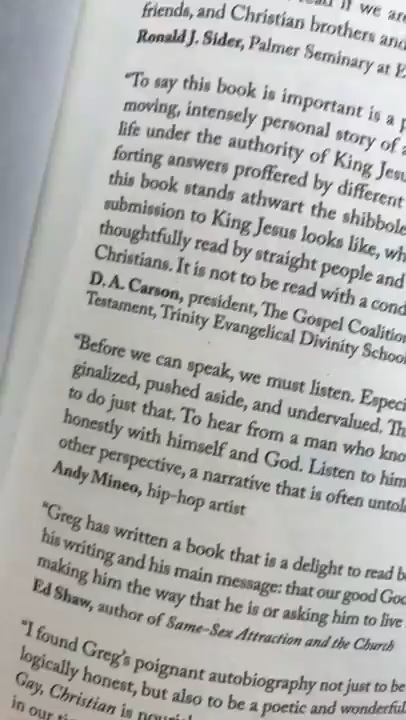 if we are
friends, and Christian brothers and
Ronald J. Sider, Palmer Seminary at E
"To say this book is important is a p
moving, intensely personal story of a
life under the authority of King Jesu
forting answers proffered by different
this book stands athwart the shibbole
submission to King Jesus looks like, wh
thoughtfully read by straight people and
Christians. It is not to be read with a cond
D. A. Carson, president, The Gospel Coalition
Testament, Trinity Evangelical Divinity School
"Before we can speak, we must listen. Especi
ginalized, pushed aside, and undervalued. Th
to do just that. To hear from a man who kno
honestly with himself and God. Listen to him
other perspective, a narrative that is often untol
Andy Mineo, hip-hop artist
"Greg has written a book that is a delight to read b
his writing and his main message: that our good God
making him the way that he is or asking him to live
Ed Shaw, author of Same-Sex Attraction and the Church
"I found Greg's poignant autobiography not just to be
logically honest, but also to be a poetic and wonderful
Gay, Christian is
in our